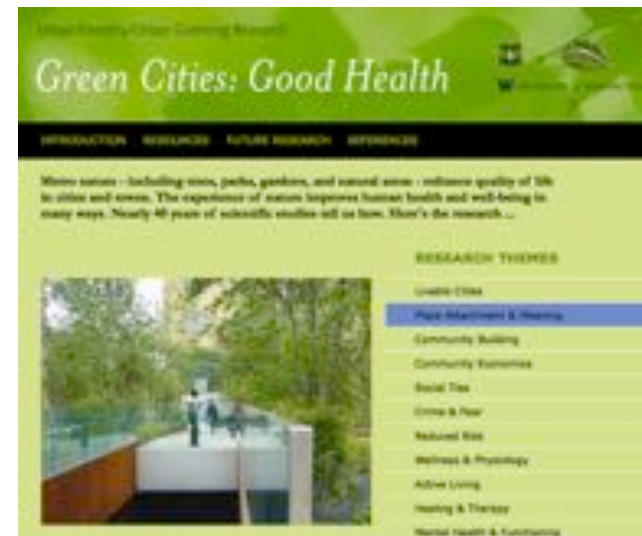 Urban Forestry/Urban Greening Research
Green Cities: Good Health
INTRODUCTION RESOURCES FUTURE RESEARCH REFERENCES
Metro nature - including trees, parks, gardens, and natural areas - enhance quality of life
in cities and towns. The experience of nature improves human health and well-being in
many ways. Nearly 40 years of scientific studies tell us how. Here's the research ...
RESEARCH THEMES
Livable Cities
Place Attachment & Meaning
Community Building
Community Economics
Social Ties
Crime & Fear
Reduced Risk
Wellness & Physiology
Active Living
Healing & Therapy
Mental Health & Functioning